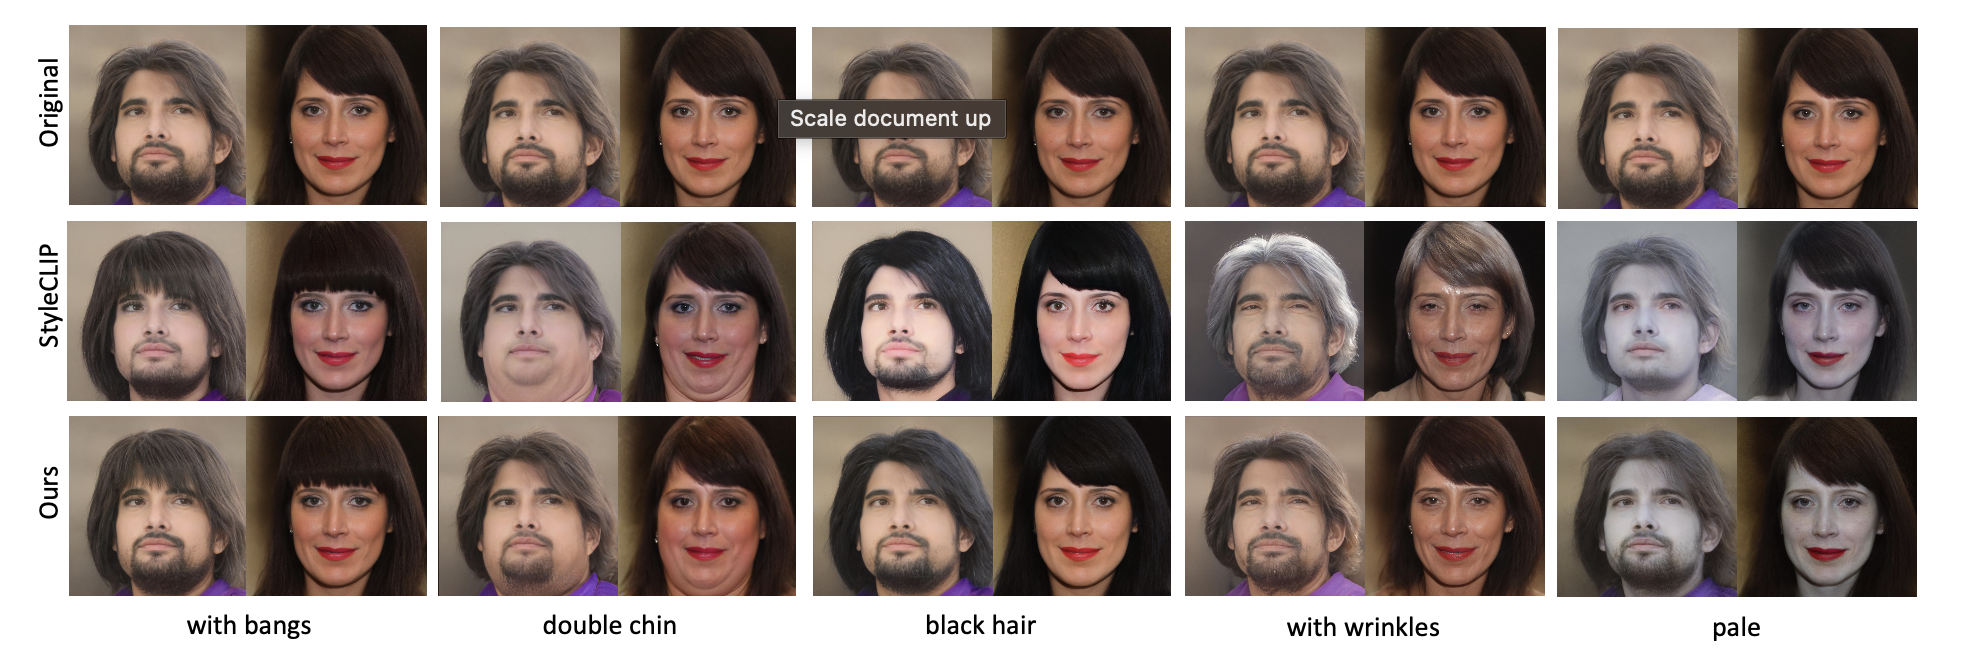 Original
Scale document up
StyleCLIP
Ours
with bangs
double chin
black hair
with wrinkles
pale